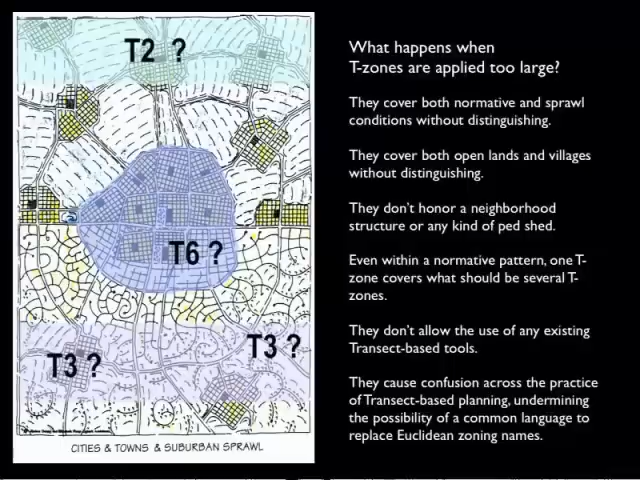 T2 ?
T6 ?
T3 ?
T3 ?
CITIES & TOWNS & SUBURBAN SPRAWL
What happens when
T-zones are applied too large?
They cover both normative and sprawl
conditions without distinguishing.
They cover both open lands and villages
without distinguishing.
They don't honor a neighborhood
structure or any kind of ped shed.
Even within a normative pattern, one T-
zone covers what should be several T-
zones.
They don't allow the use of any existing
Transect-based tools.
They cause confusion across the practice
of Transect-based planning, undermining
the possibility of a common language to
replace Euclidean zoning names.